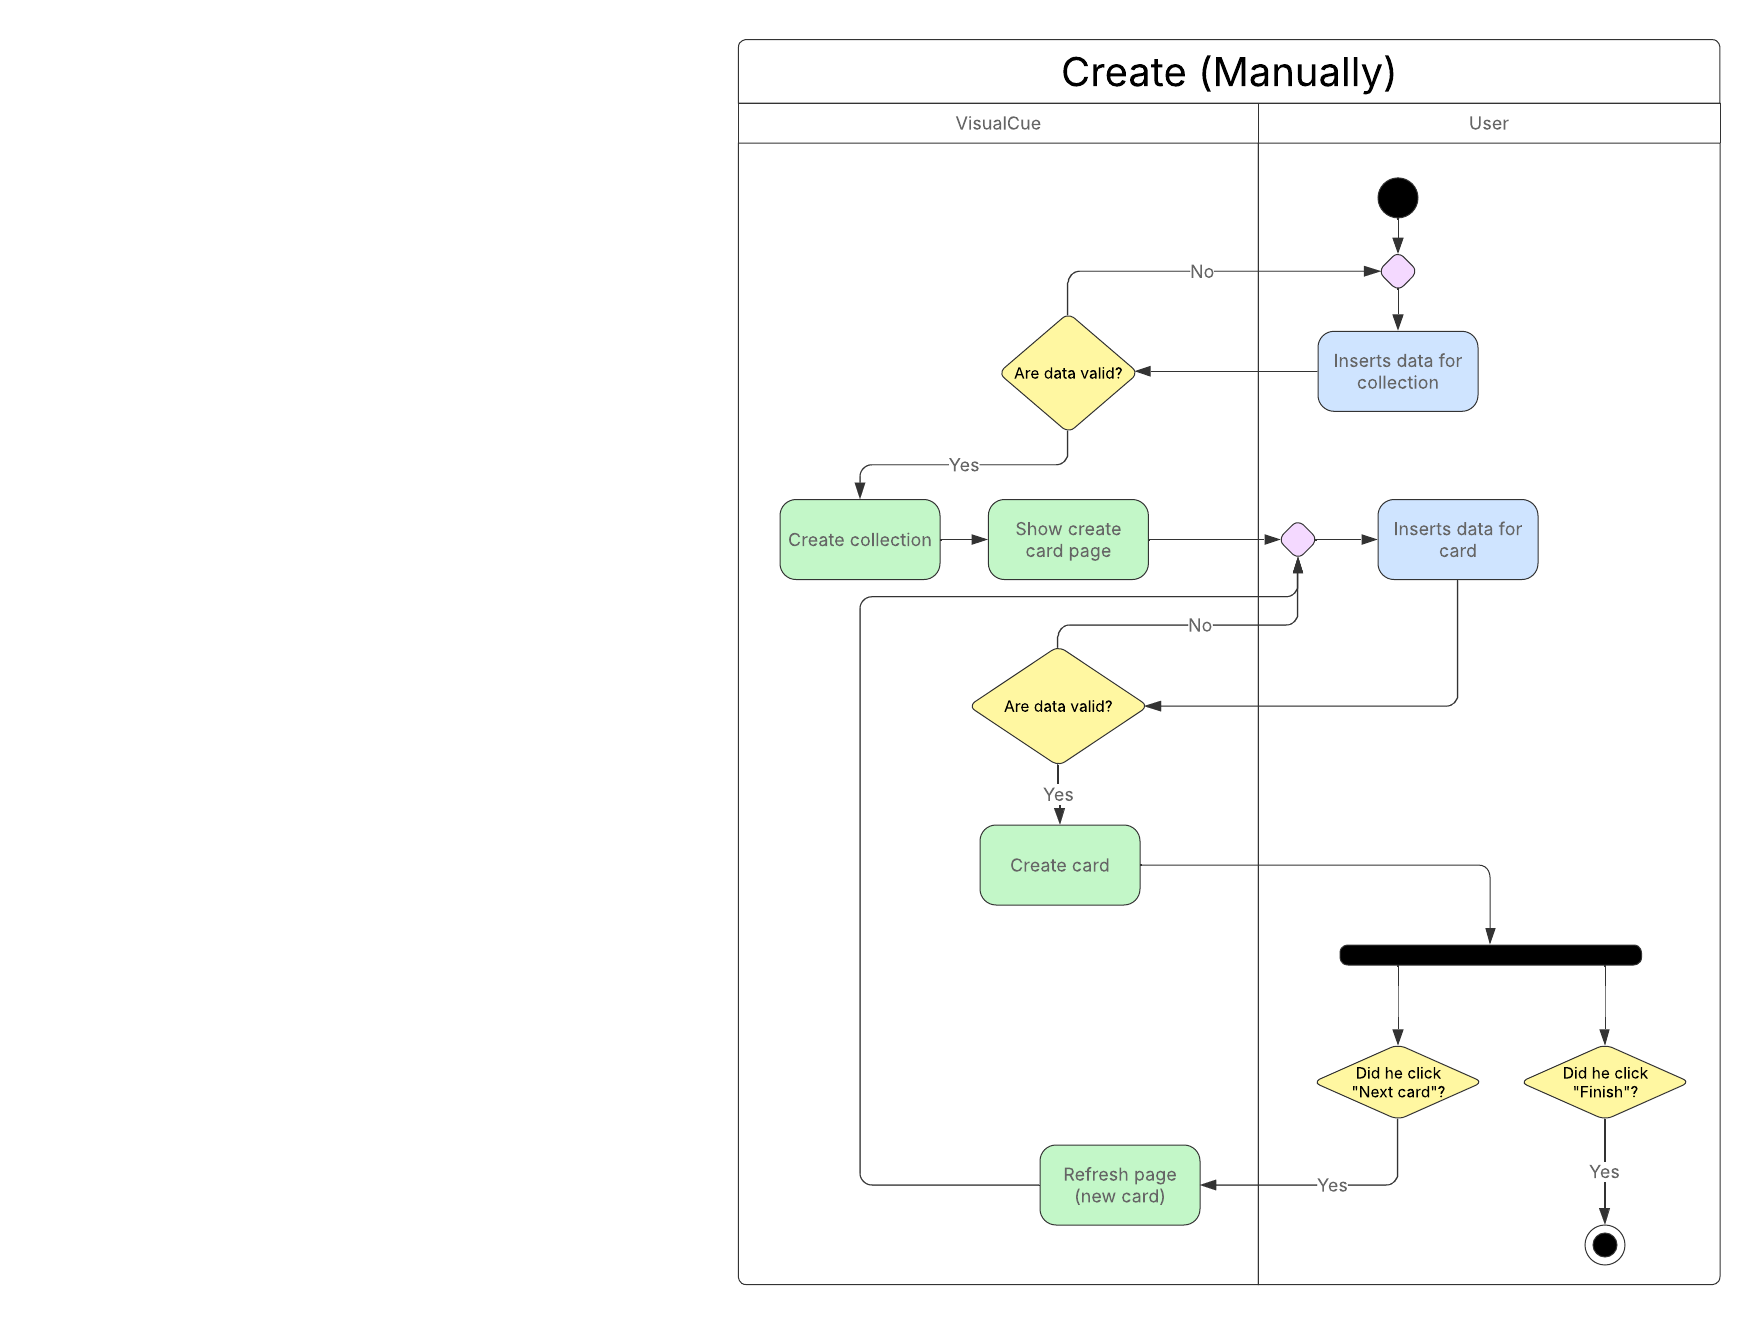 Create (Manually)
VisualCue
User
No
Are data valid?
Inserts data for
collection
Yes
Create collection
Show create
card page
Inserts data for
card
No
Are data valid?
Yes
Create card
Did he click
"Next card"?
Did he click
"Finish"?
Refresh page
(new card)
Yes
Yes